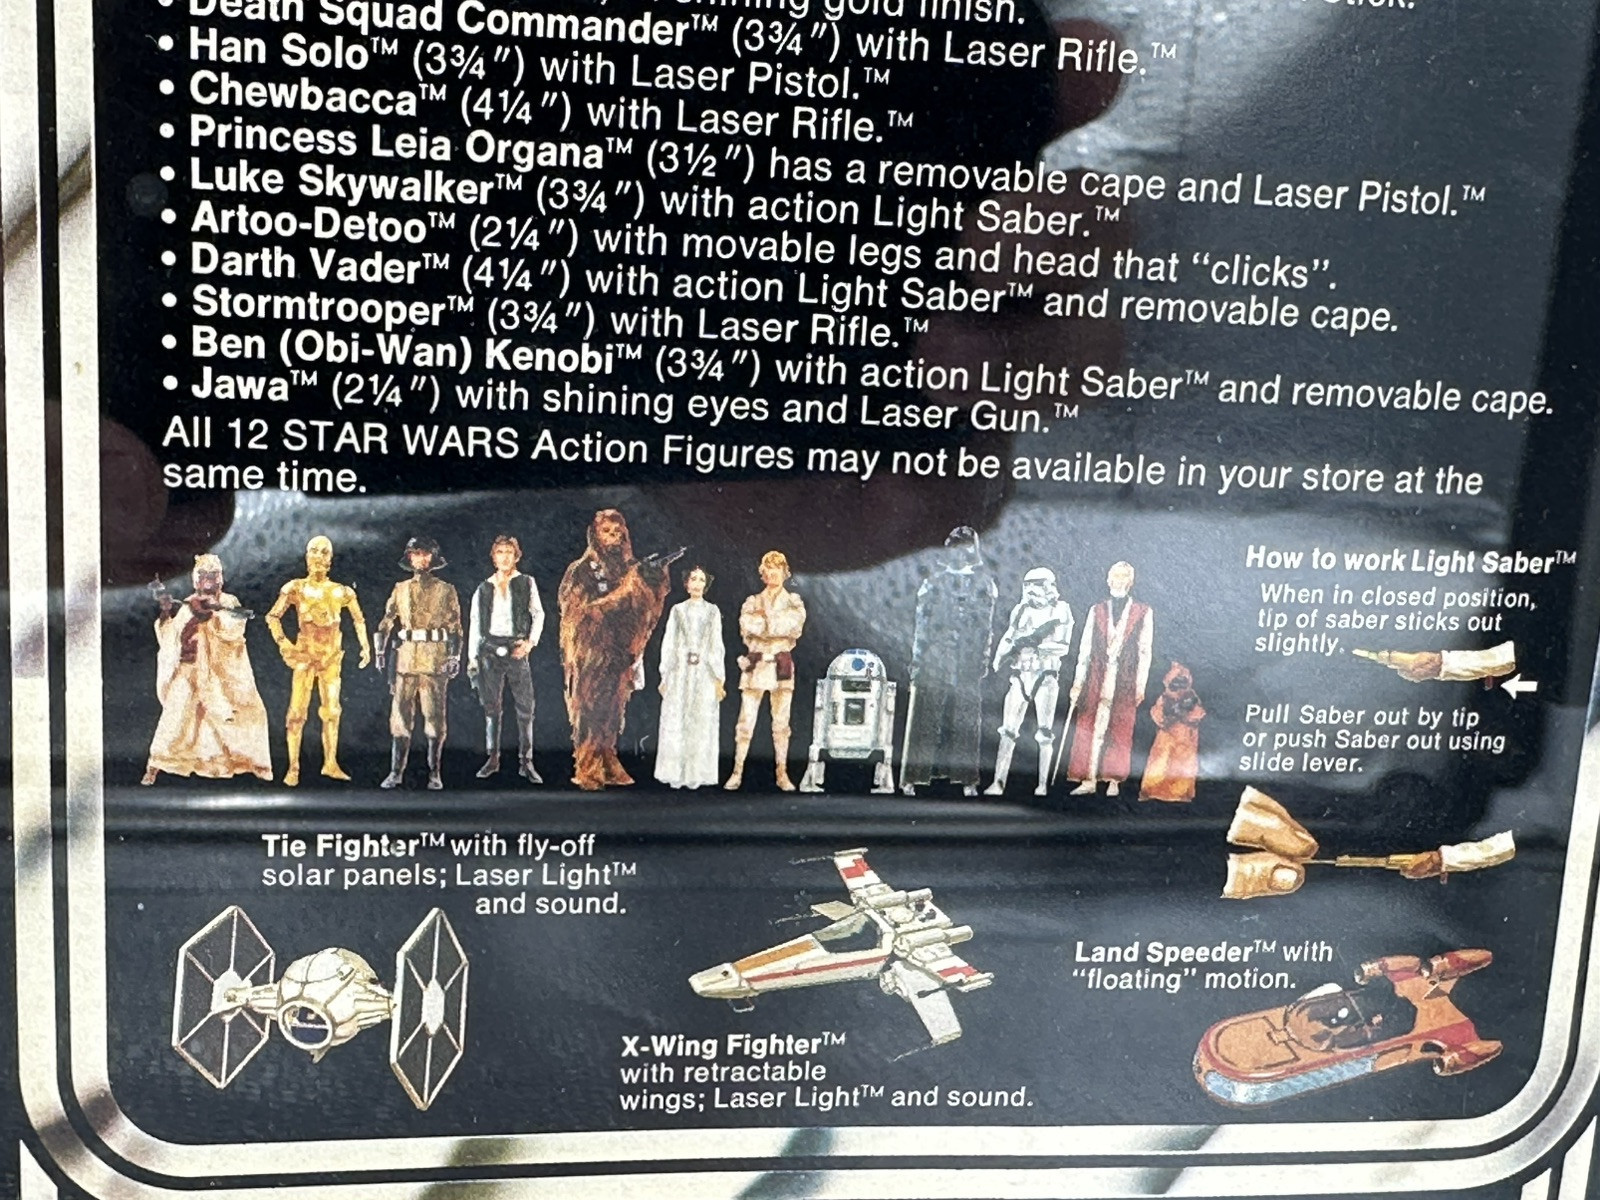 shining gold finish.
• Death Squad Commander™ (3¾") with Laser Rifle.™
• Han Solo™ (3¾") with Laser Pistol.™
• Chewbacca™ (4¼") with Laser Rifle.™
• Princess Leia Organa™ (3½") has a removable cape and Laser Pistol.™
• Luke Skywalker™ (3¾") with action Light Saber.™
• Artoo-Detoo™ (2¼") with movable legs and head that “clicks”.
• Darth Vader™ (4¼") with action Light Saber™ and removable cape.
• Stormtrooper™ (3¾") with Laser Rifle.™
• Ben (Obi-Wan) Kenobi™ (3¾") with action Light Saber™ and removable cape.
• Jawa™ (2¼") with shining eyes and Laser Gun.™
All 12 STAR WARS Action Figures may not be available in your store at the
same time.
How to work Light Saber™
When in closed position,
tip of saber sticks out
slightly.
Pull Saber out by tip
or push Saber out using
slide lever.
Tie Fighter™ with fly-off
solar panels; Laser Light™
and sound.
X-Wing Fighter™
with retractable
wings; Laser Light™ and sound.
Land Speeder™ with
“floating” motion.